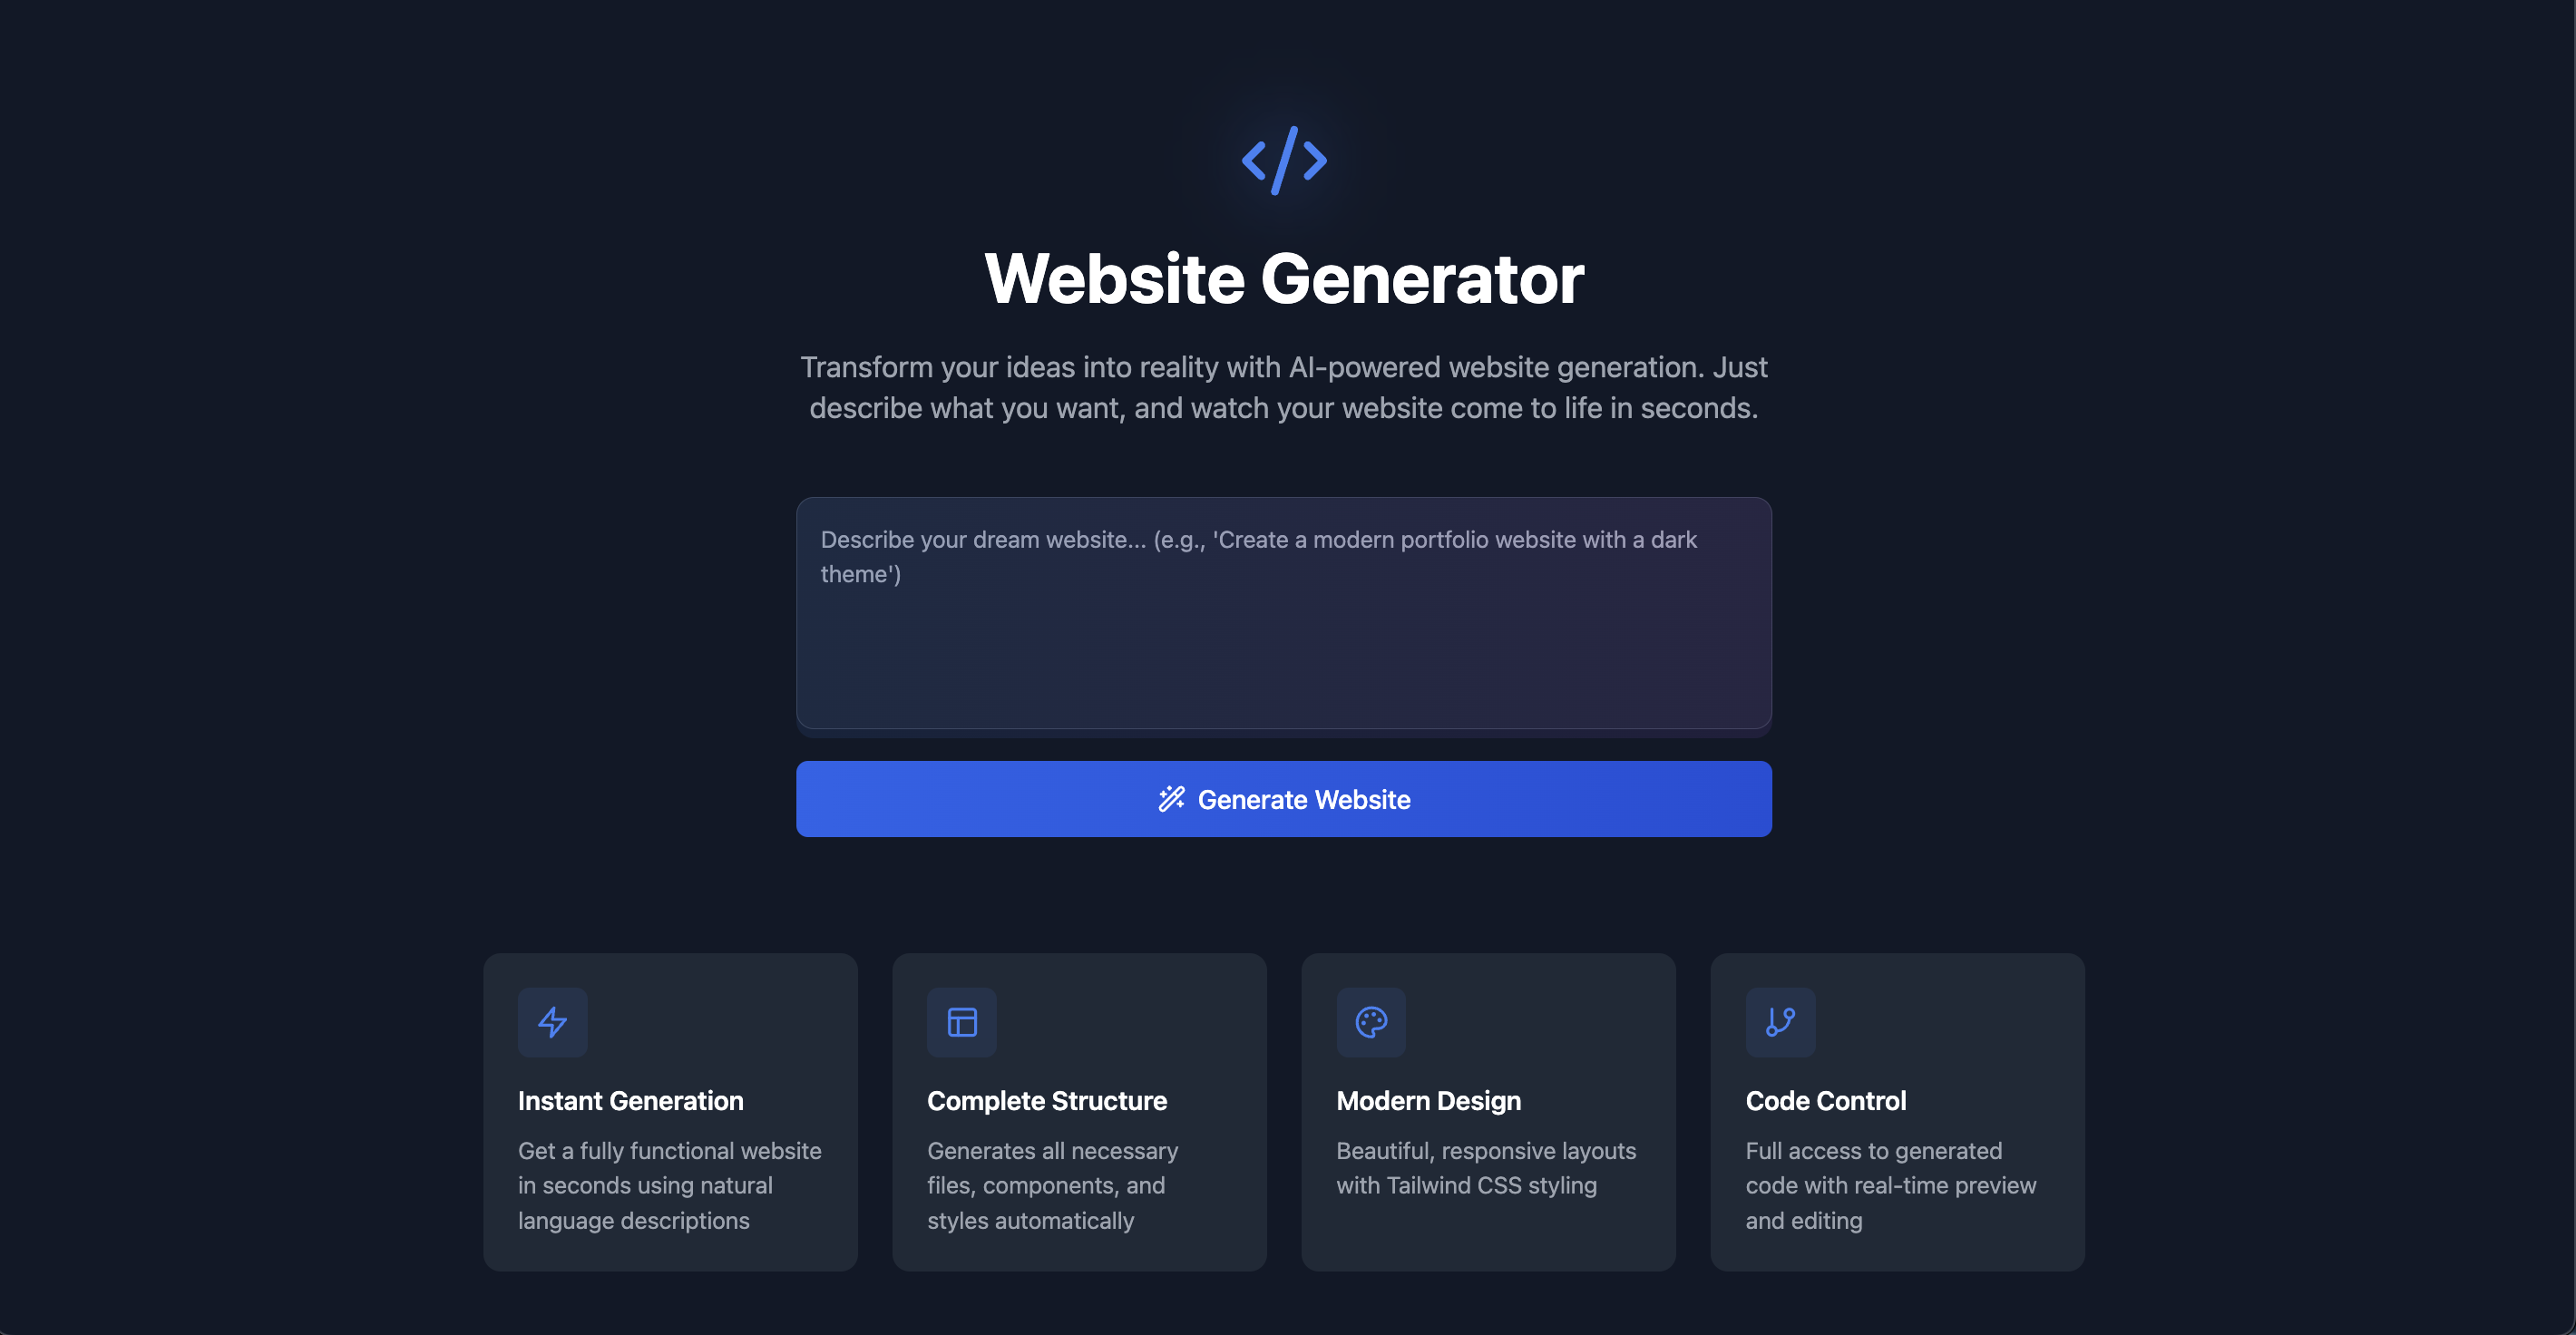 Website Generator
Transform your ideas into reality with AI-powered website generation. Just
describe what you want, and watch your website come to life in seconds.
Describe your dream website... (e.g., 'Create a modern portfolio website with a dark
theme')
Generate Website
Instant Generation
Get a fully functional website
in seconds using natural
language descriptions
Complete Structure
Generates all necessary
files, components, and
styles automatically
Modern Design
Beautiful, responsive layouts
with Tailwind CSS styling
Code Control
Full access to generated
code with real-time preview
and editing